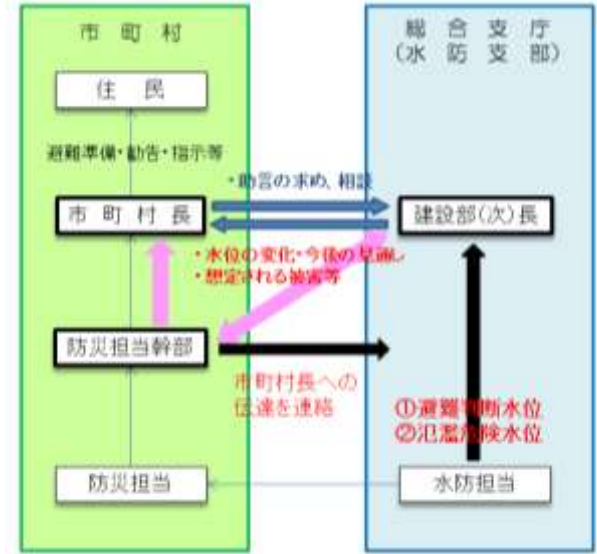 市 町 村
総 合 支 庁
(水 防 支 部)
住 民
避難準備・勧告・指示等
・助言の求め、相談
市 町 村 長
建設部(次)長
・水位の変化・今後の見通し
・想定される被害等
防災担当幹部
市町村長への
伝達を連絡
①避難判断水位
②氾濫危険水位
防災担当
水防担当